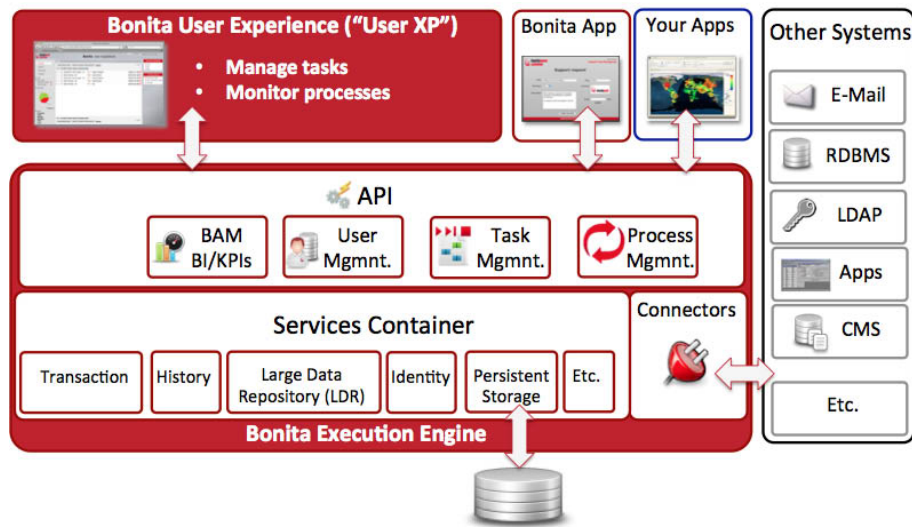 Bonita User Experience (“User XP”)
• Manage tasks
• Monitor processes
Bonita App
Your Apps
Other Systems
E-Mail
RDBMS
LDAP
Apps
CMS
Etc.
API
BAM
BI/KPIs
User
Mgmnt.
Task
Mgmnt.
Process
Mgmnt.
Services Container
Connectors
Transaction
History
Large Data
Repository (LDR)
Identity
Persistent
Storage
Etc.
Bonita Execution Engine